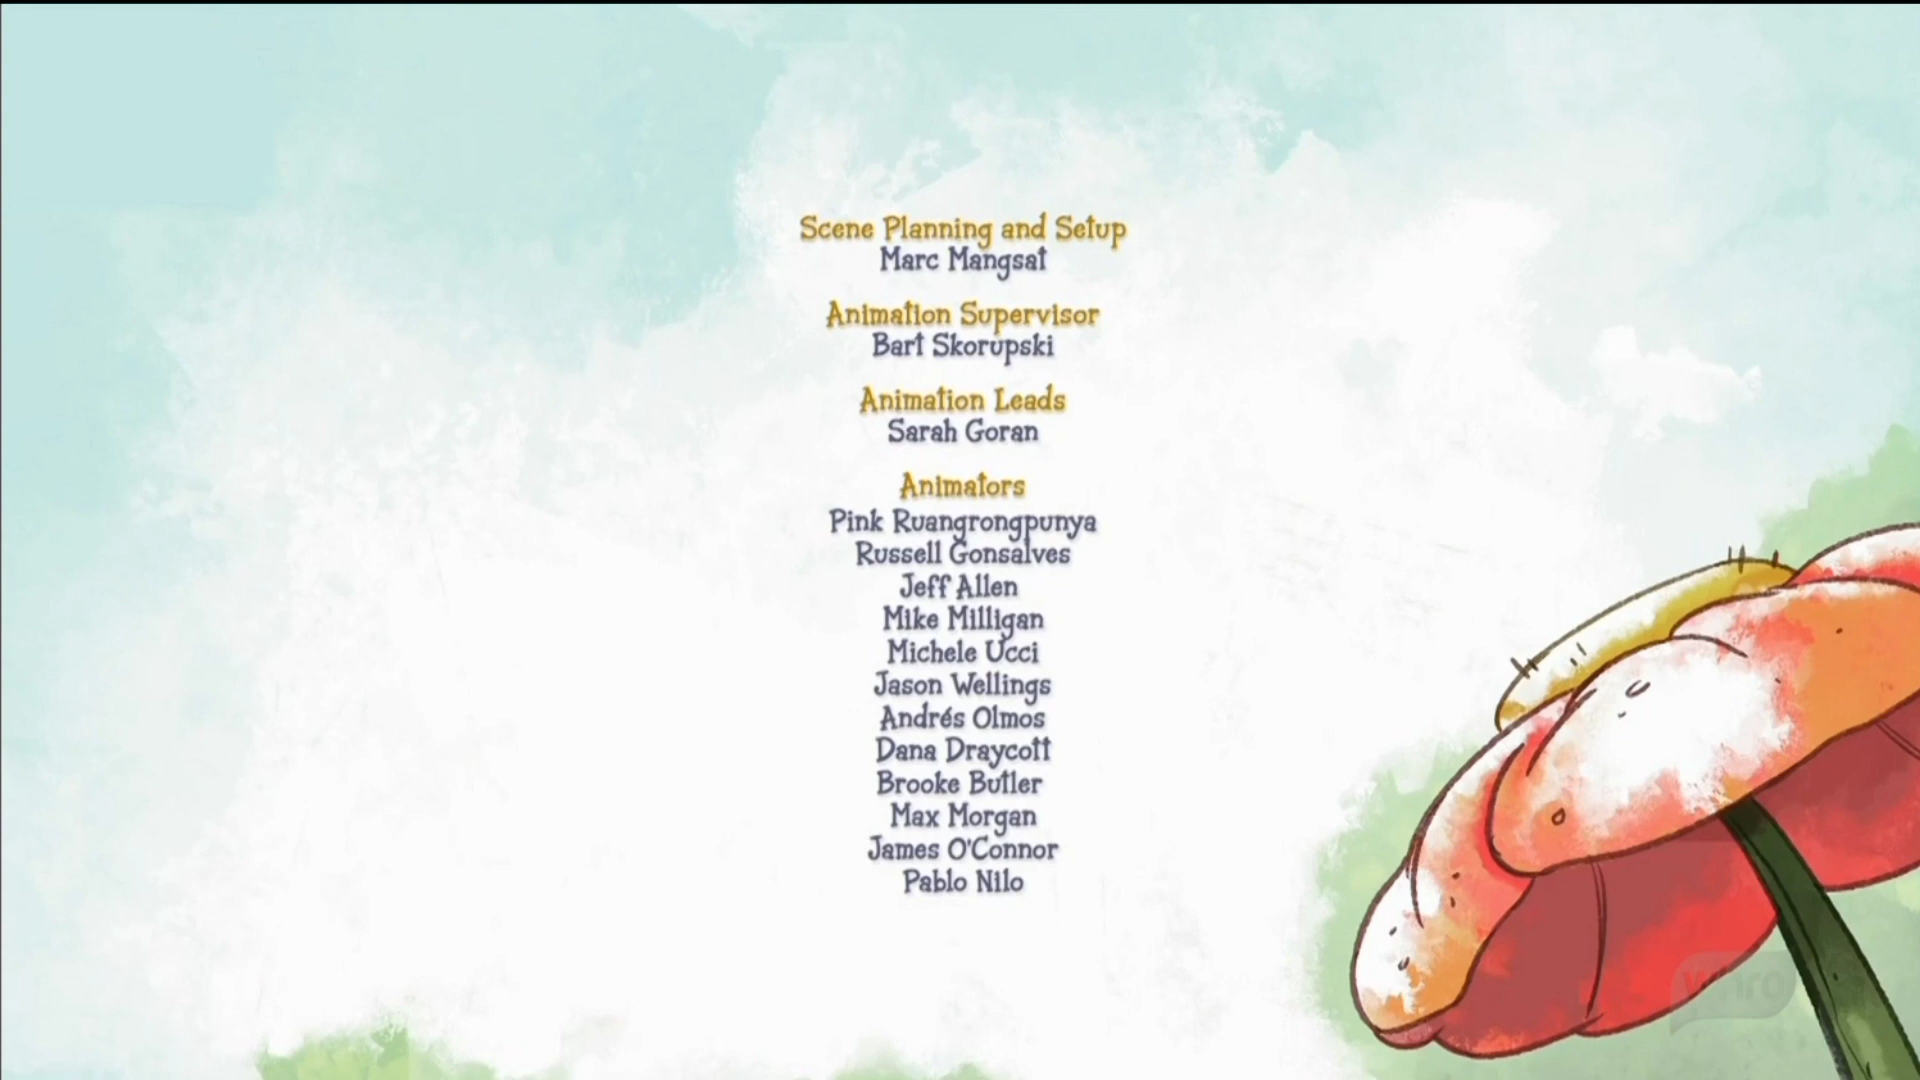 Scene Planning and Setup
Marc Mangsat
Animation Supervisor
Bart Skorupski
Animation Leads
Sarah Goran
Animators
Pink Ruangrongpunya
Russell Gonsalves
Jeff Allen
Mike Milligan
Michele Ucci
Jason Wellings
Andrés Olmos
Dana Draycott
Brooke Butler
Max Morgan
James O'Connor
Pablo Nilo
whro